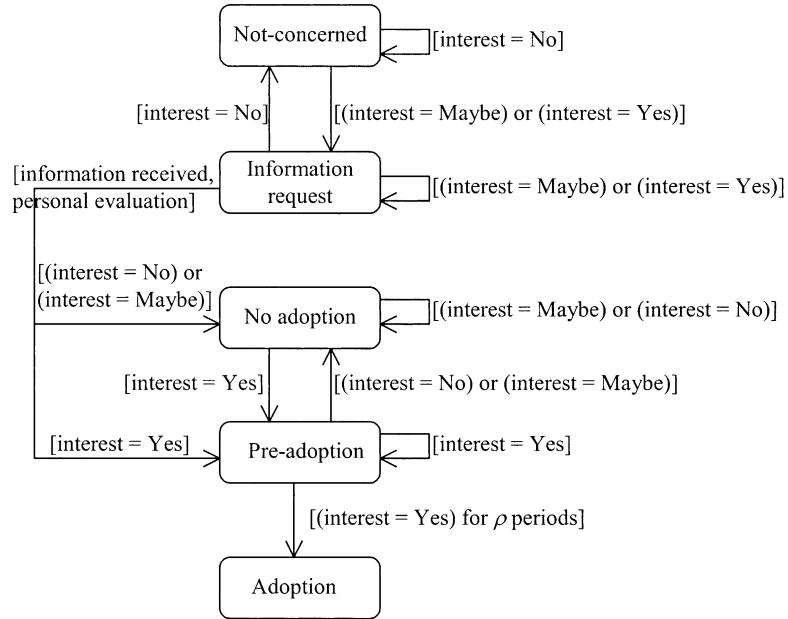 Not-concerned
[interest = No]
[interest = No]
[(interest = Maybe) or (interest = Yes)]
[information received,
personal evaluation]
Information
request
[(interest = Maybe) or (interest = Yes)]
[(interest = No) or
(interest = Maybe)]
No adoption
[(interest = Maybe) or (interest = No)]
[interest = Yes]
[(interest = No) or (interest = Maybe)]
[interest = Yes]
Pre-adoption
[interest = Yes]
[(interest = Yes) for ρ periods]
Adoption